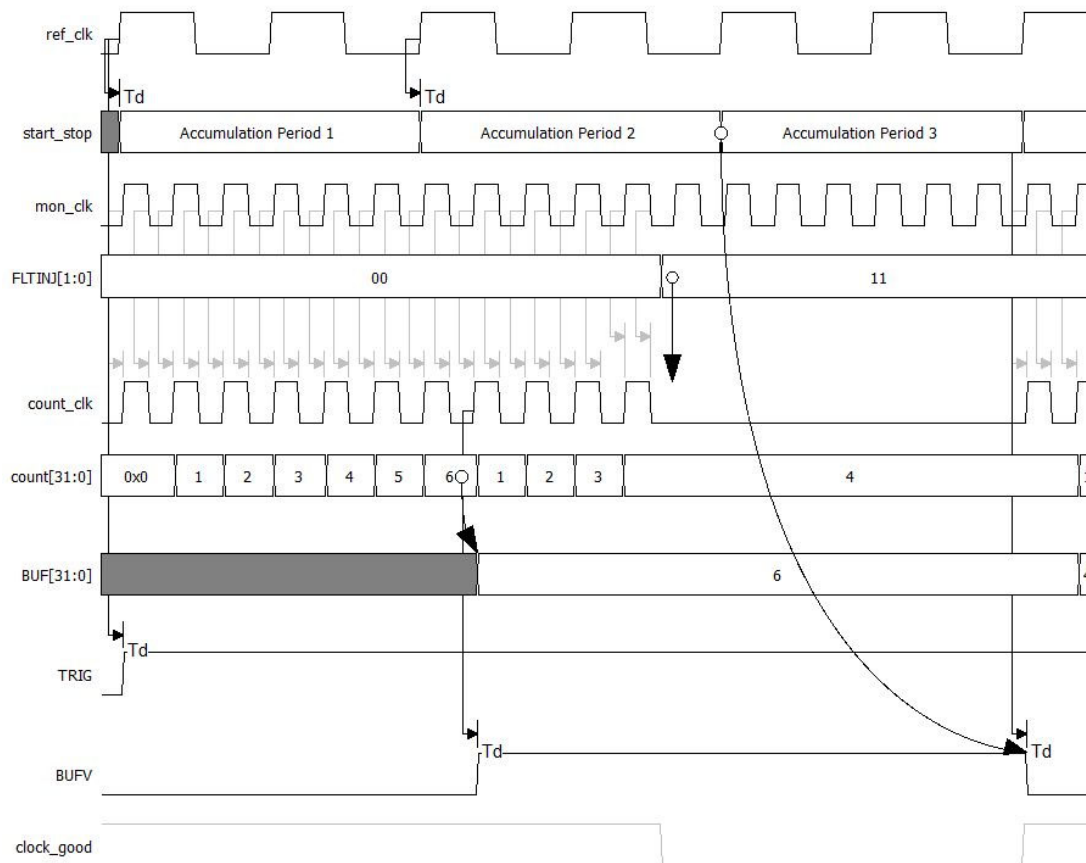 ref_clk
Td Td
start_stop Accumulation Period 1 Accumulation Period 2 Accumulation Period 3
mon_clk
FLTINJ[1:0] 00 11
count_clk
count[31:0] 0x0 1 2 3 4 5 6 1 2 3 4
BUF[31:0] 6
Td
TRIG
Td Td
BUFV
clock_good